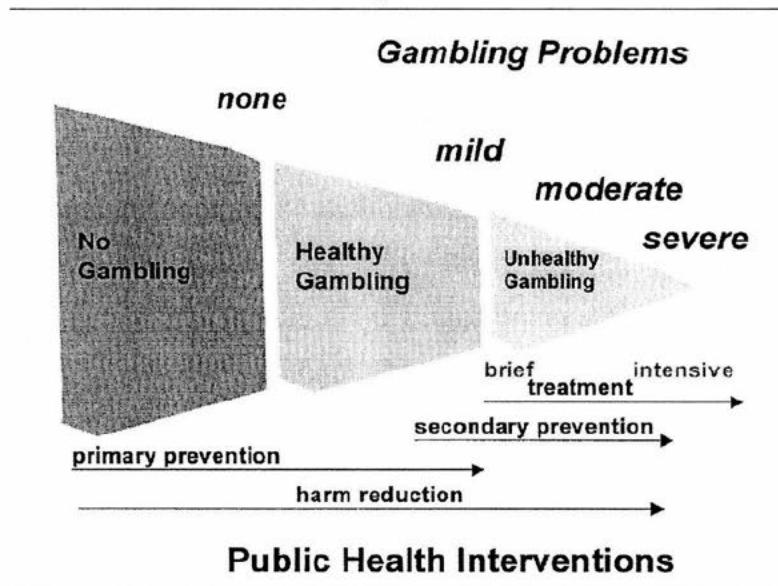 Gambling Problems
none
mild
moderate
severe
No
Gambling
Healthy
Gambling
Unhealthy
Gambling
brief intensive
treatment
secondary prevention
primary prevention
harm reduction
Public Health Interventions